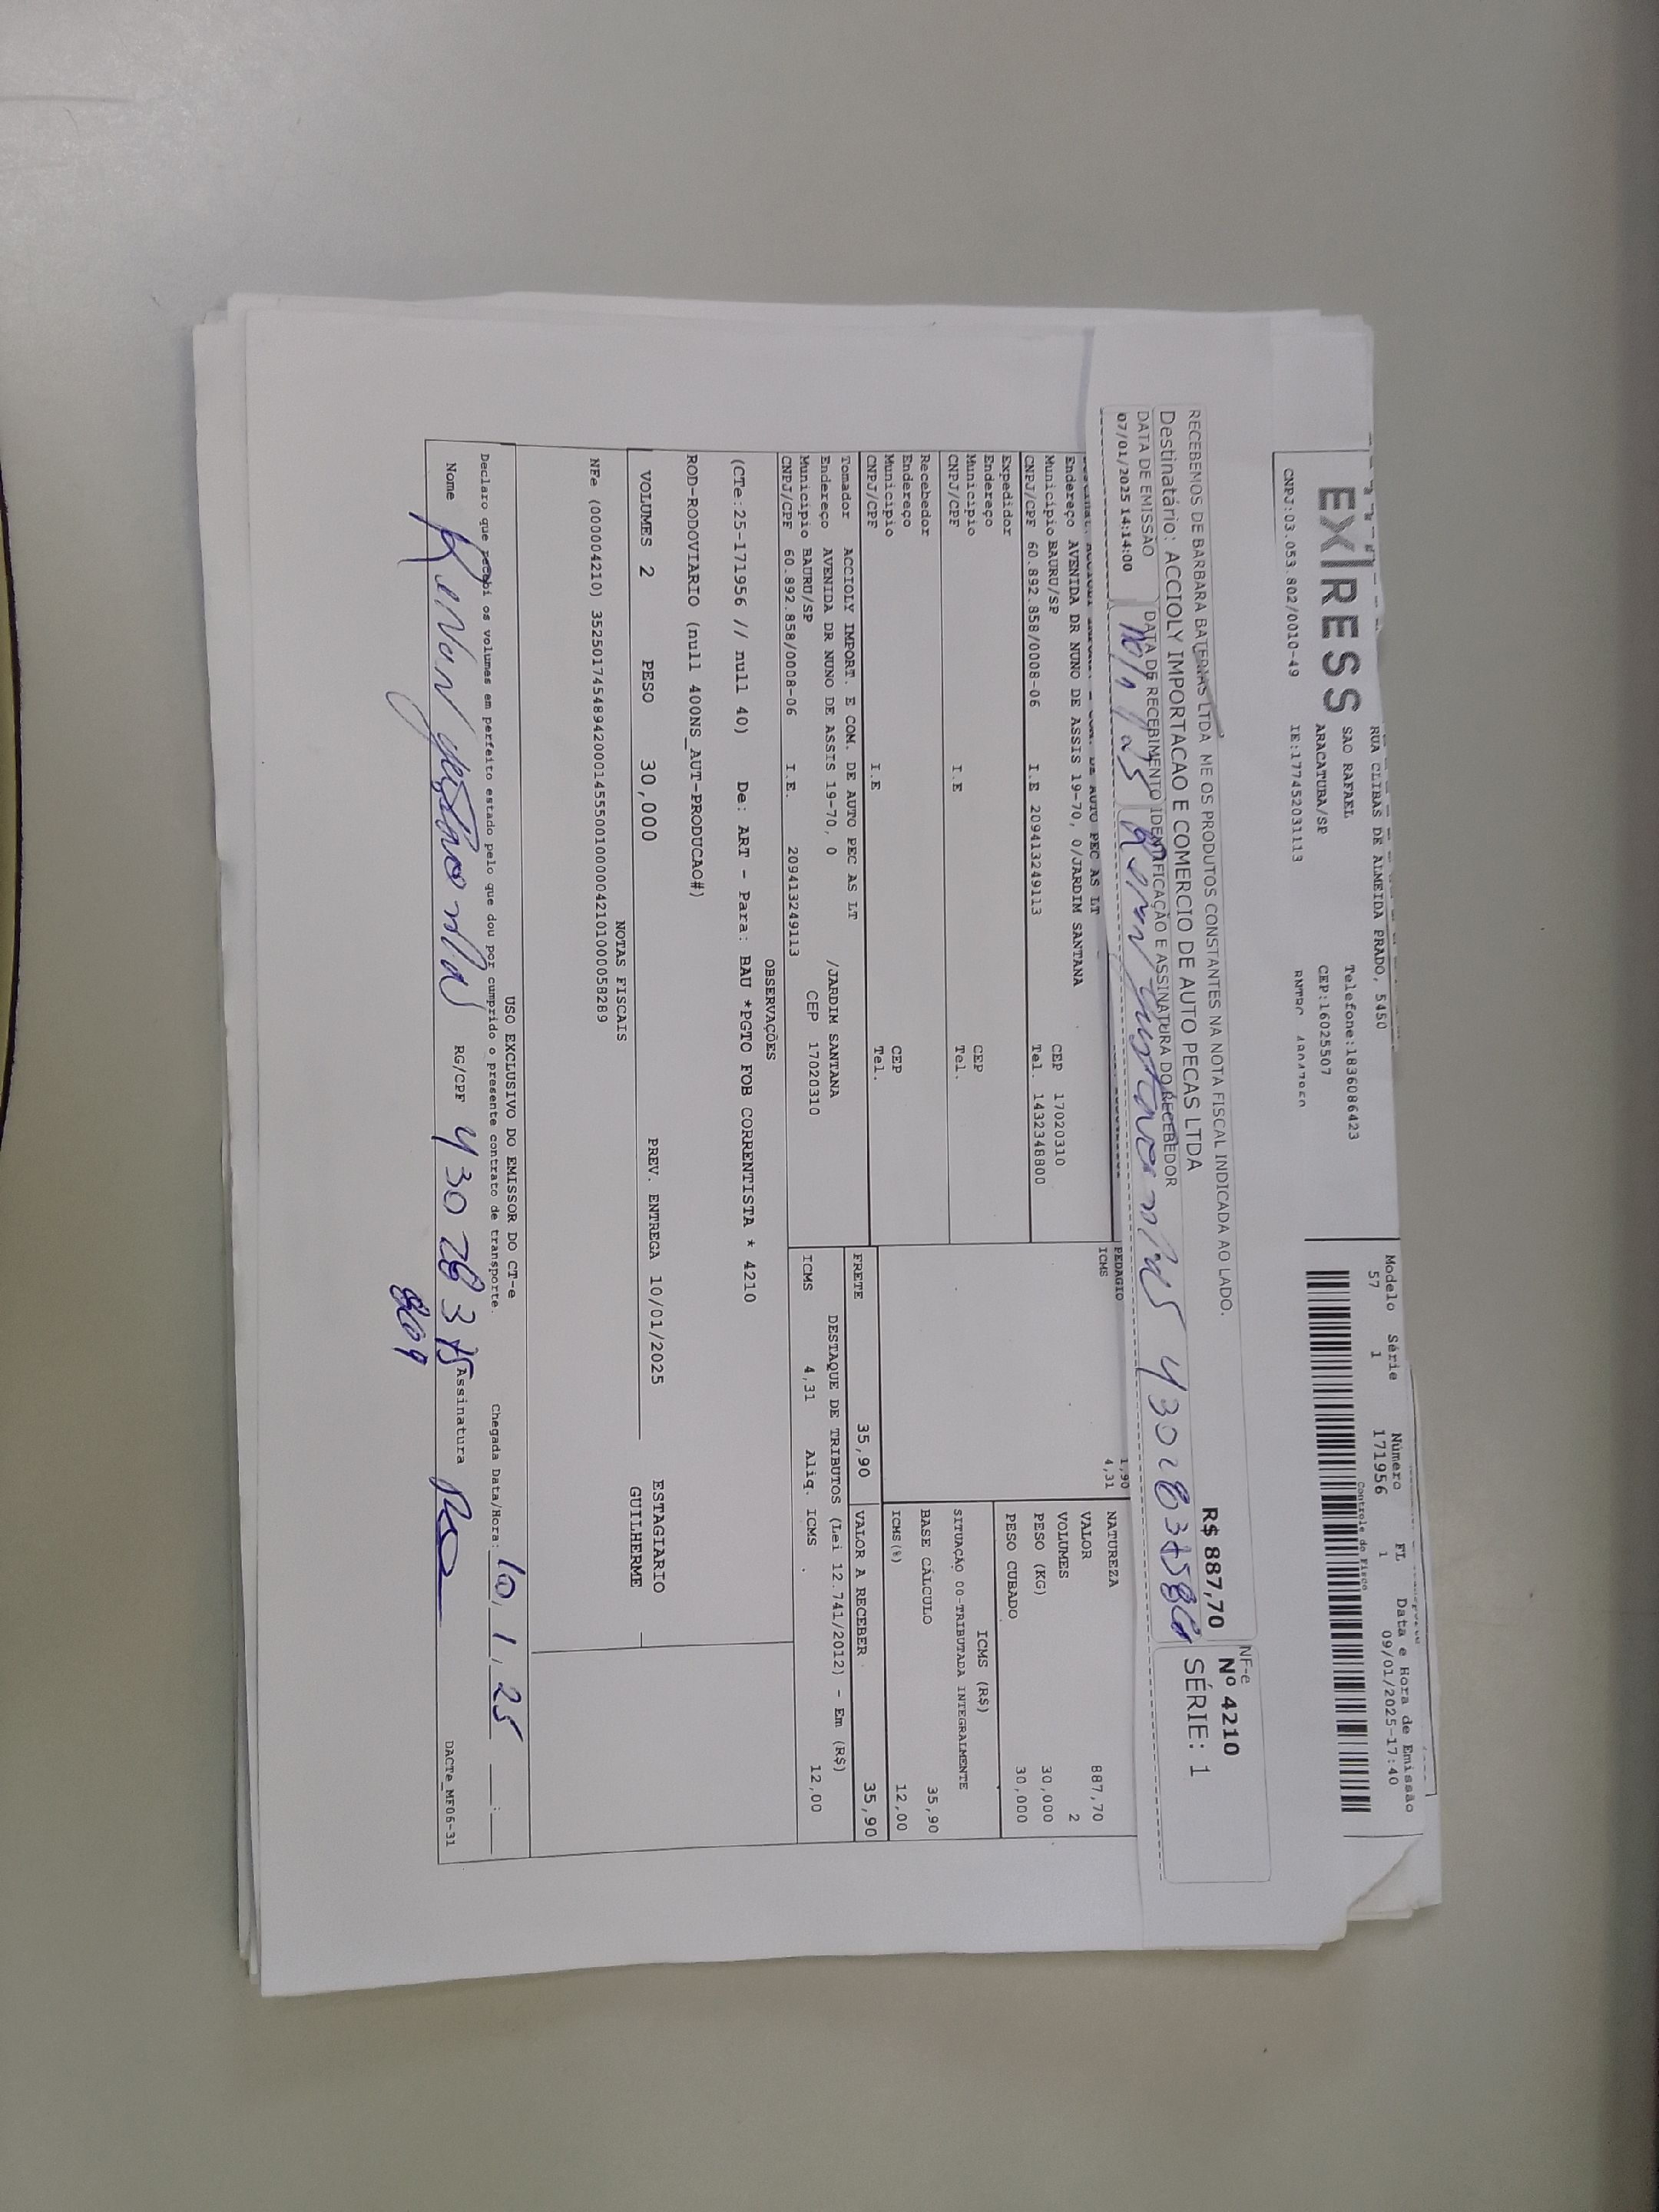 EXPRESS
RUA CLIBAS DE ALMEIDA PRADO, 5450
SAO RAFAEL Telefone:1836086423
ARACATUBA/SP CEP:16025507
CNPJ:03.053.802/0010-49 IE:177452031113
Modelo Série Número FL Data e Hora de Emissão
57 1 171956 1 09/01/2025-17:40
Controle do Fisco
RECEBEMOS DE BARBARA BATERIAS LTDA ME OS PRODUTOS CONSTANTES NA NOTA FISCAL INDICADA AO LADO.
Destinatário: ACCIOLY IMPORTACAO E COMERCIO DE AUTO PECAS LTDA R$ 887,70
DATA DE EMISSÃO DATA DE RECEBIMENTO IDENTIFICAÇÃO E ASSINATURA DO RECEBEDOR
07/01/2025 14:14:00
NF-e
Nº 4210
SÉRIE: 1
Endereço AVENIDA DR NUNO DE ASSIS 19-70, 0/JARDIM SANTANA
Municipio BAURU/SP CEP 17020310
CNPJ/CPF 60.892.858/0008-06 I.E 209413249113 Tel. 1432348800
Expedidor
Endereço
Municipio CEP
CNPJ/CPF I.E Tel.
Recebedor
Endereço
Municipio CEP
CNPJ/CPF I.E Tel.
Tomador ACCIOLY IMPORT. E COM. DE AUTO PEC AS LT
Endereço AVENIDA DR NUNO DE ASSIS 19-70, 0 /JARDIM SANTANA
Municipio BAURU/SP CEP 17020310
CNPJ/CPF 60.892.858/0008-06 I.E. 209413249113
PEDAGIO 1,90
ICMS 4,31
NATUREZA
VALOR 887,70
VOLUMES 2
PESO (KG) 30,000
PESO CUBADO 30,000
ICMS (R$)
SITUAÇÃO 00-TRIBUTADA INTEGRALMENTE
BASE CÁLCULO 35,90
ICMS(%) 12,00
FRETE 35,90 VALOR A RECEBER 35,90
DESTAQUE DE TRIBUTOS (Lei 12.741/2012) - Em (R$)
ICMS 4,31 Aliq. ICMS 12,00
OBSERVAÇÕES
(CTe:25-171956 // null 40) De: ART - Para: BAU *PGTO FOB CORRENTISTA * 4210
ROD-RODOVIARIO (null 400NS_AUT-PRODUCAO#)
VOLUMES 2 PESO 30,000 PREV. ENTREGA 10/01/2025 ESTAGIARIO
GUILHERME
NOTAS FISCAIS
NFe (000004210) 35250174548942000145550010000042101000058289
USO EXCLUSIVO DO EMISSOR DO CT-e
Declaro que recebi os volumes em perfeito estado pelo que dou por cumprido o presente contrato de transporte. Chegada Data/Hora: 10, 1, 25 __:__
Nome RG/CPF Assinatura
809
DACTe_MF06-31